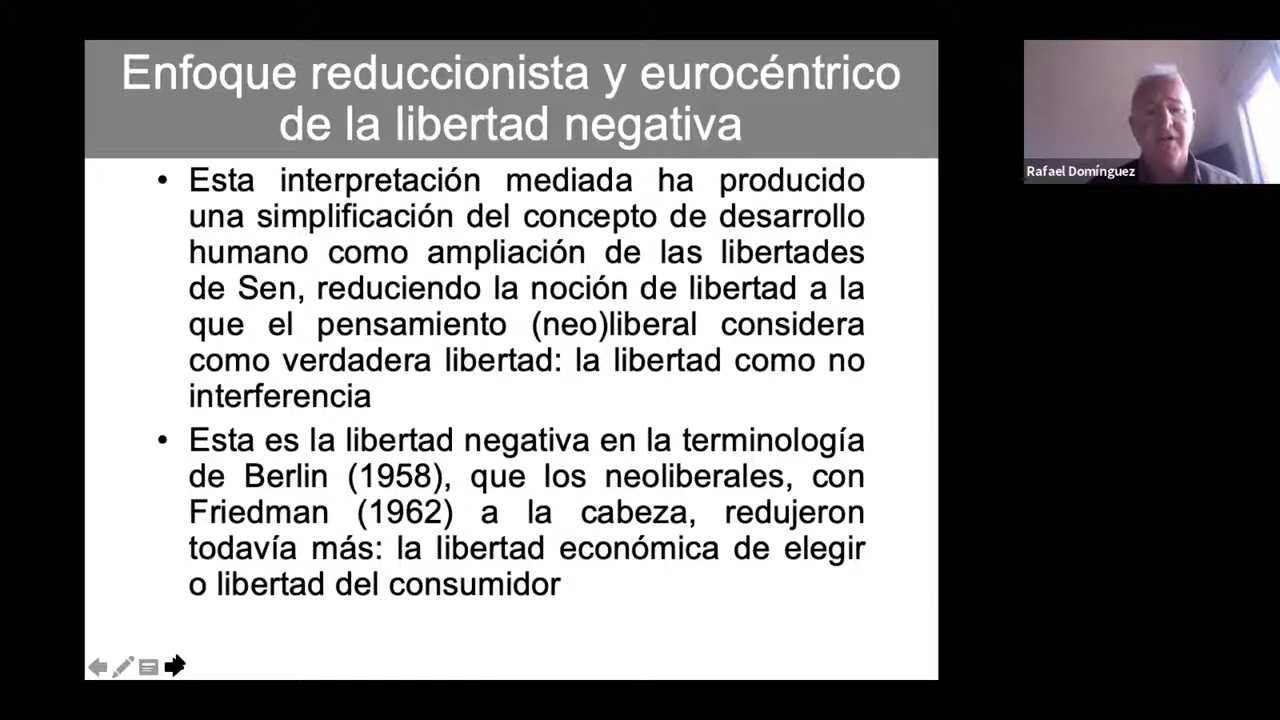 Enfoque reduccionista y eurocéntrico
de la libertad negativa
• Esta interpretación mediada ha producido
una simplificación del concepto de desarrollo
humano como ampliación de las libertades
de Sen, reduciendo la noción de libertad a la
que el pensamiento (neo)liberal considera
como verdadera libertad: la libertad como no
interferencia
• Esta es la libertad negativa en la terminología
de Berlin (1958), que los neoliberales, con
Friedman (1962) a la cabeza, redujeron
todavía más: la libertad económica de elegir
o libertad del consumidor
Rafael Domínguez